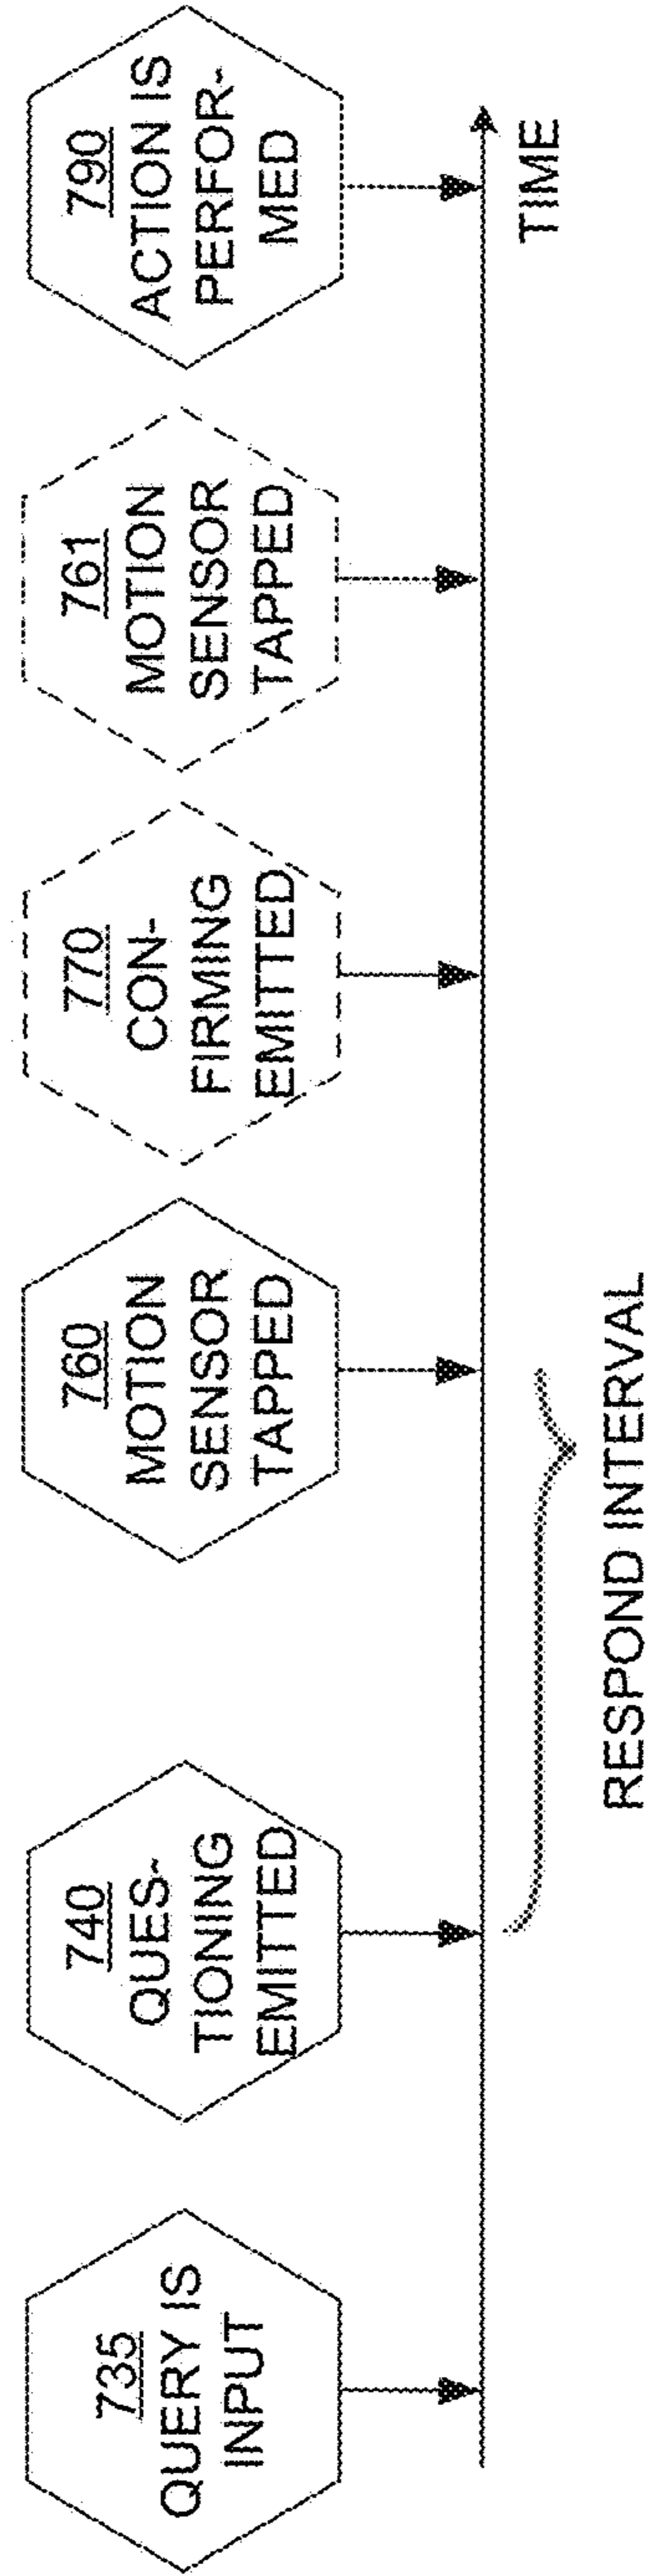 735
QUERY IS
INPUT
740
QUES-
TIONING
EMITTED
760
MOTION
SENSOR
TAPPED
770
CON-
FIRMING
EMITTED
761
MOTION
SENSOR
TAPPED
790
ACTION IS
PERFOR-
MED
TIME
RESPOND INTERVAL